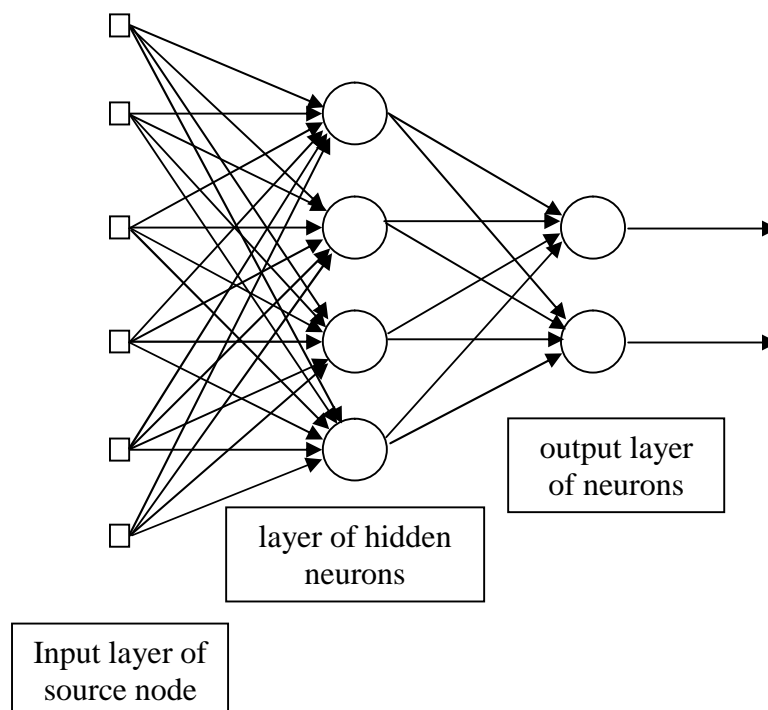 output layer
of neurons
layer of hidden
neurons
Input layer of
source node